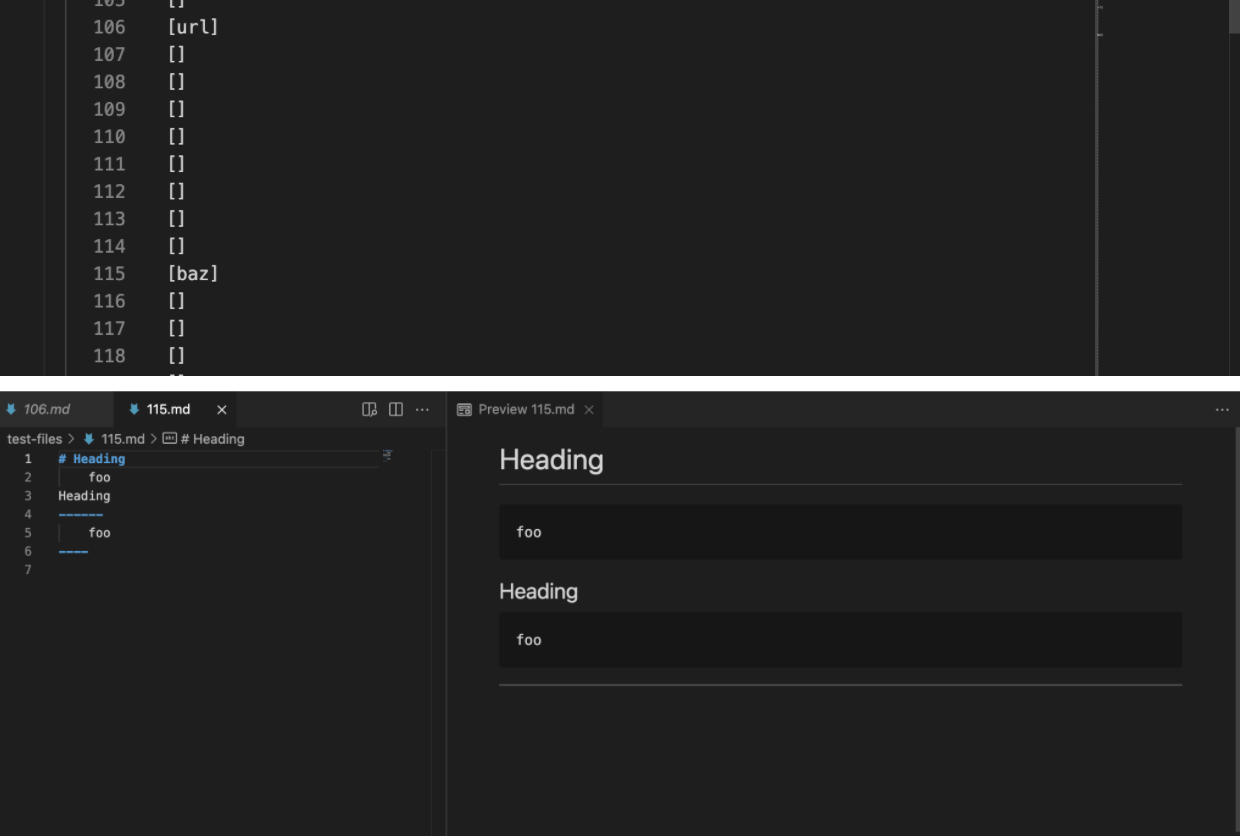 105 []
106 [url]
107 []
108 []
109 []
110 []
111 []
112 []
113 []
114 []
115 [baz]
116 []
117 []
118 []
106.md 115.md
test-files > 115.md > # Heading
1 # Heading
2 foo
3 Heading
4 ------
5 foo
6 ----
7
Preview 115.md
Heading
foo
Heading
foo